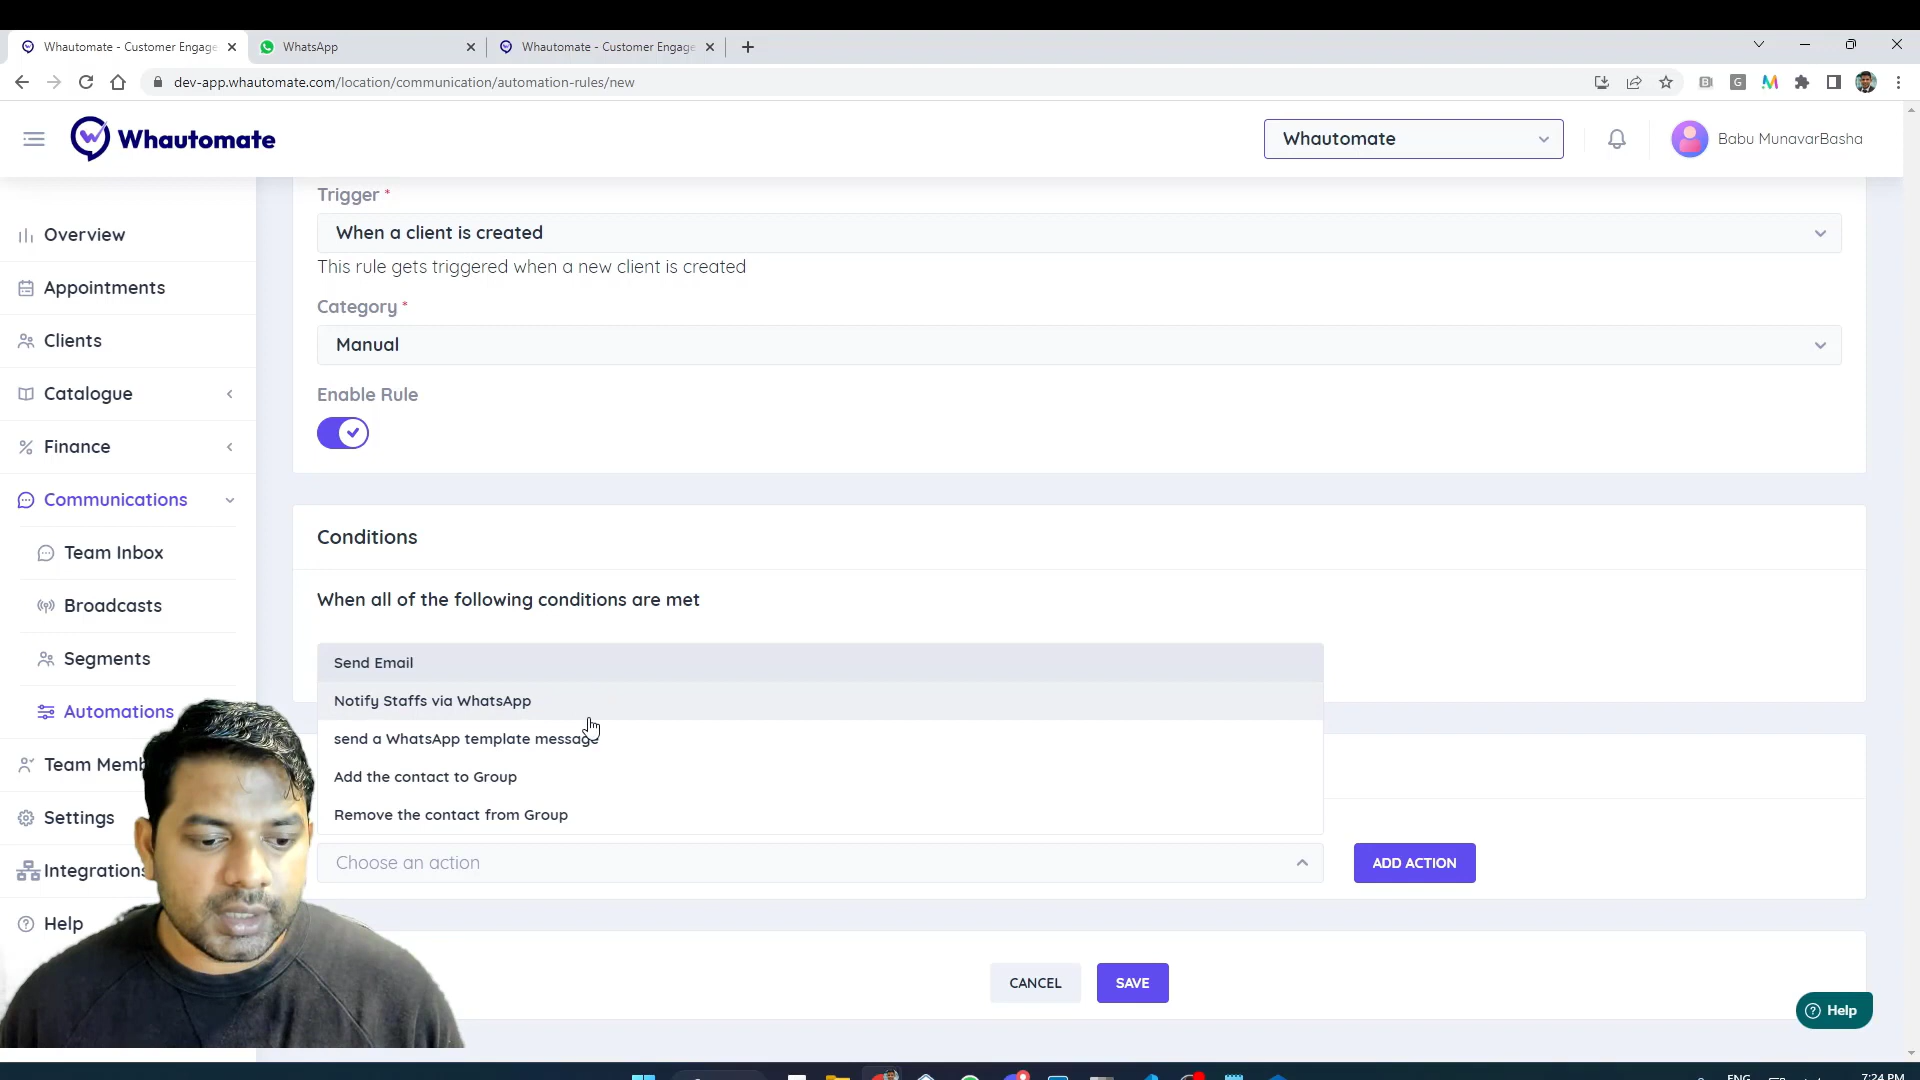 Whautomate - Customer Engage
WhatsApp
Whautomate - Customer Engage
dev-app.whautomate.com/location/communication/automation-rules/new
Whautomate
Whautomate
Babu MunavarBasha
Overview
Appointments
Clients
Catalogue
Finance
Communications
Team Inbox
Broadcasts
Segments
Automations
Team Memb
Settings
Integrations
Help
Trigger *
When a client is created
This rule gets triggered when a new client is created
Category *
Manual
Enable Rule
Conditions
When all of the following conditions are met
Send Email
Notify Staffs via WhatsApp
send a WhatsApp template message
Add the contact to Group
Remove the contact from Group
Choose an action
ADD ACTION
CANCEL
SAVE
Help
ENG
7:24 PM